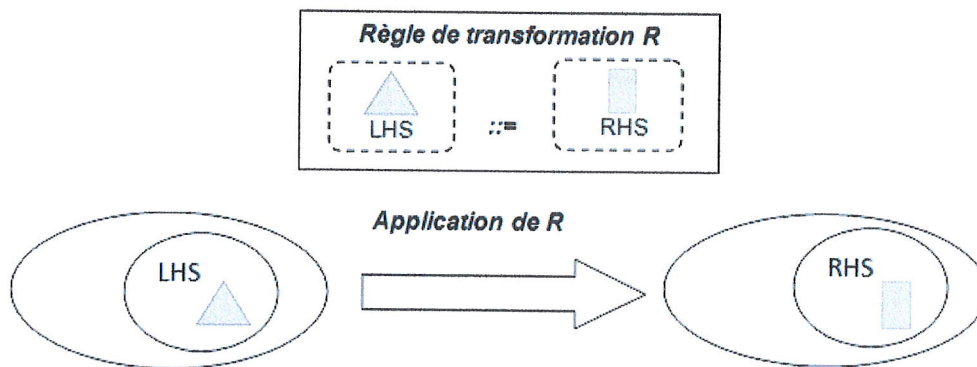 Règle de transformation R
LHS ::= RHS
Application de R
LHS RHS